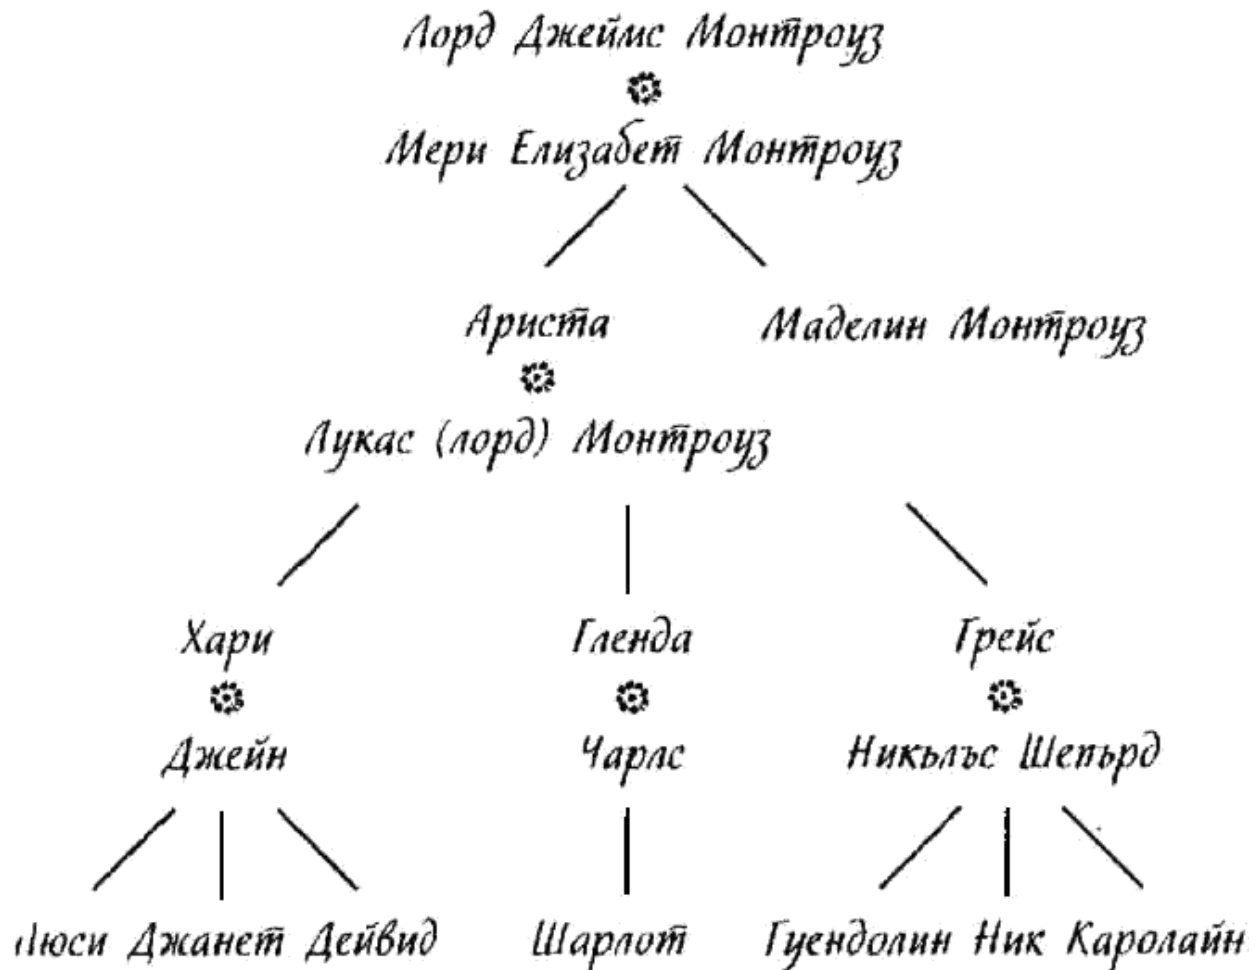 Лорд Джеймс Монтроуз
Мери Елизабет Монтроуз
Ариста Маделин Монтроуз
Лукас (лорд) Монтроуз
Хари Гленда Грейс
Джейн Чарлс Никълъс Шепърд
Люси Джанет Дейвид Шарлот Гуендолин Ник Каролайн